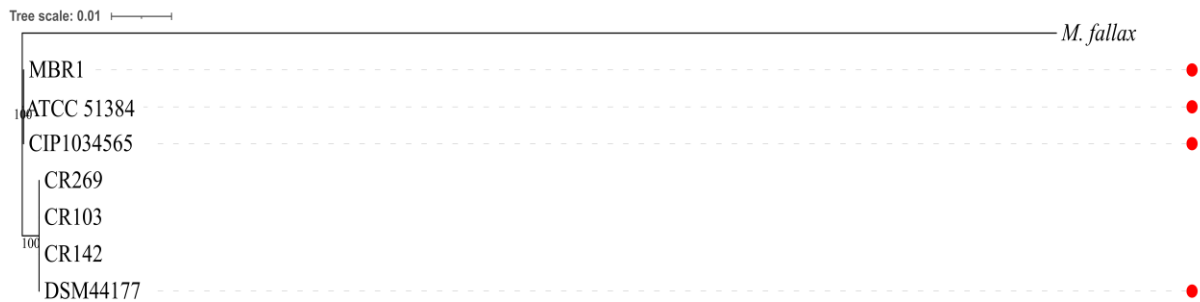 Tree scale: 0.01
M. fallax
MBR1
100
ATCC 51384
CIP1034565
CR269
CR103
100
CR142
DSM44177